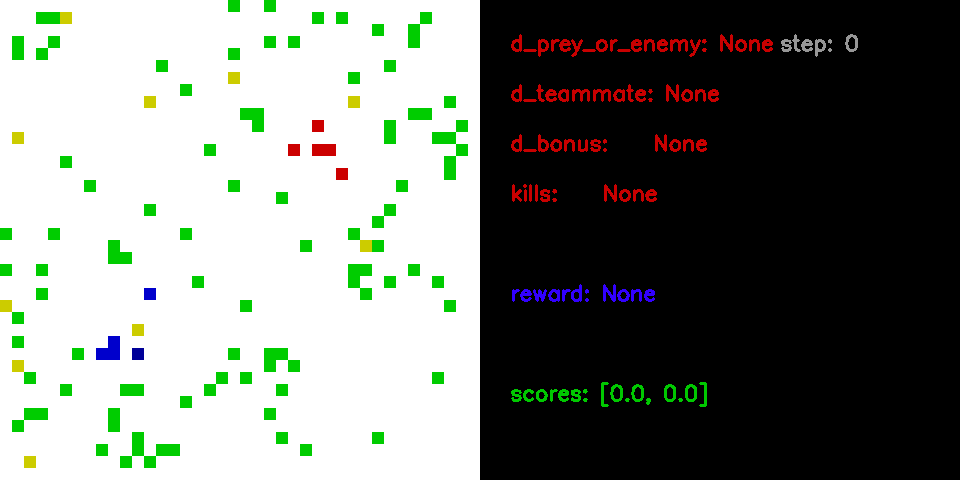 d_prey_or_enemy: None step: 0
d_teammate: None
d_bonus: None
kills: None
reward: None
scores: [0.0, 0.0]